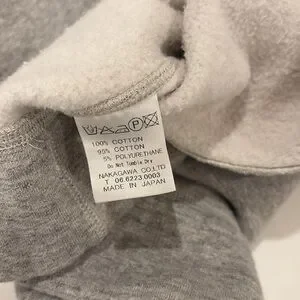 100% COTTON
95% COTTON
5% POLYURETHANE
Do Not Tumble Dry
NAKAGAWA CO.LTD
T 06.6223.0003
MADE IN JAPAN